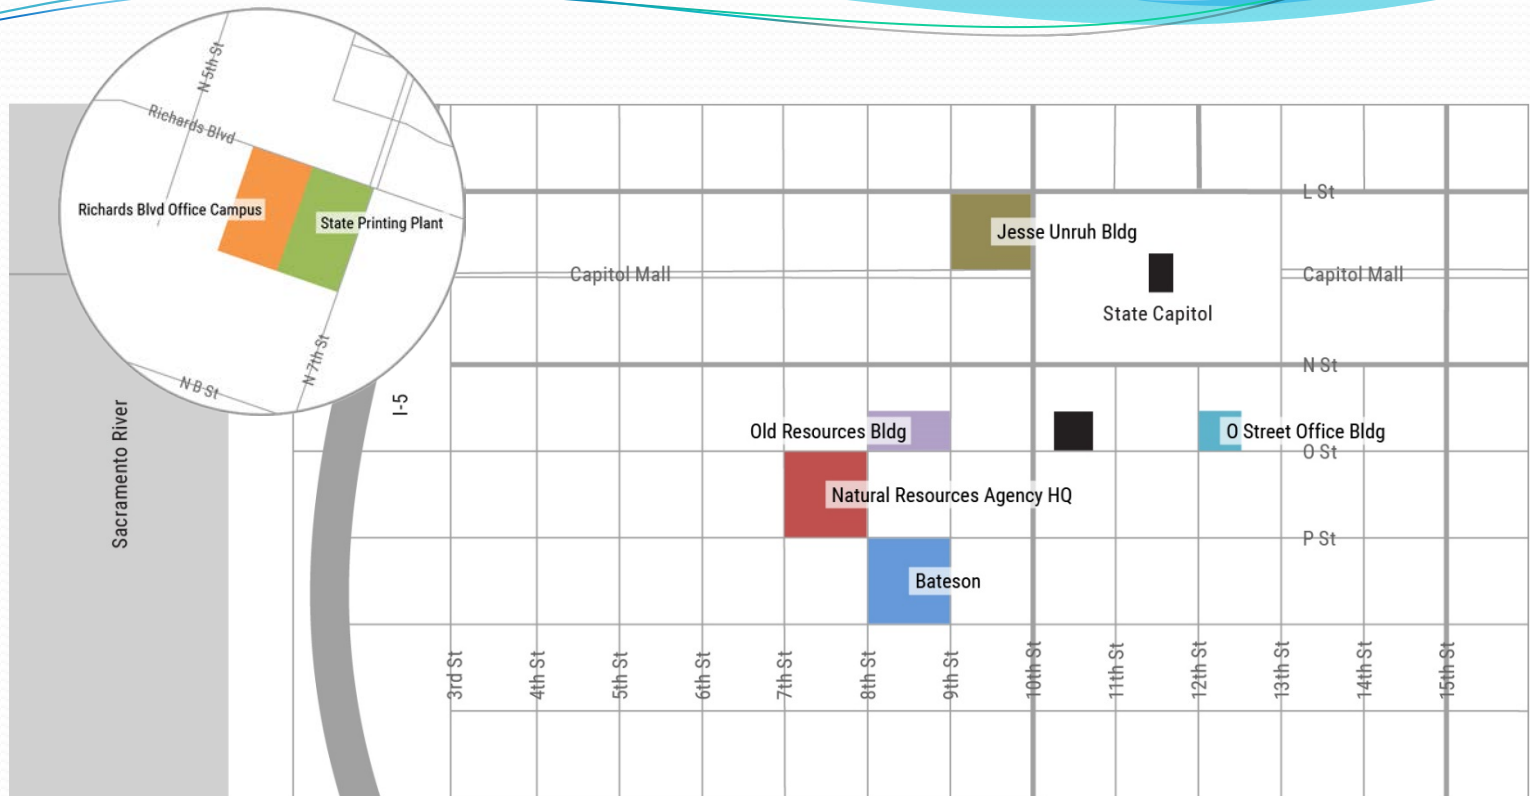 N 5th St
Richards Blvd
Richards Blvd Office Campus
State Printing Plant
N 7th St
N B St
L St
Jesse Unruh Bldg
Capitol Mall
Capitol Mall
State Capitol
N St
I-5
Sacramento River
Old Resources Bldg
O Street Office Bldg
O St
Natural Resources Agency HQ
P St
Bateson
3rd St
4th St
5th St
6th St
7th St
8th St
9th St
10th St
11th St
12th St
13th St
14th St
15th St